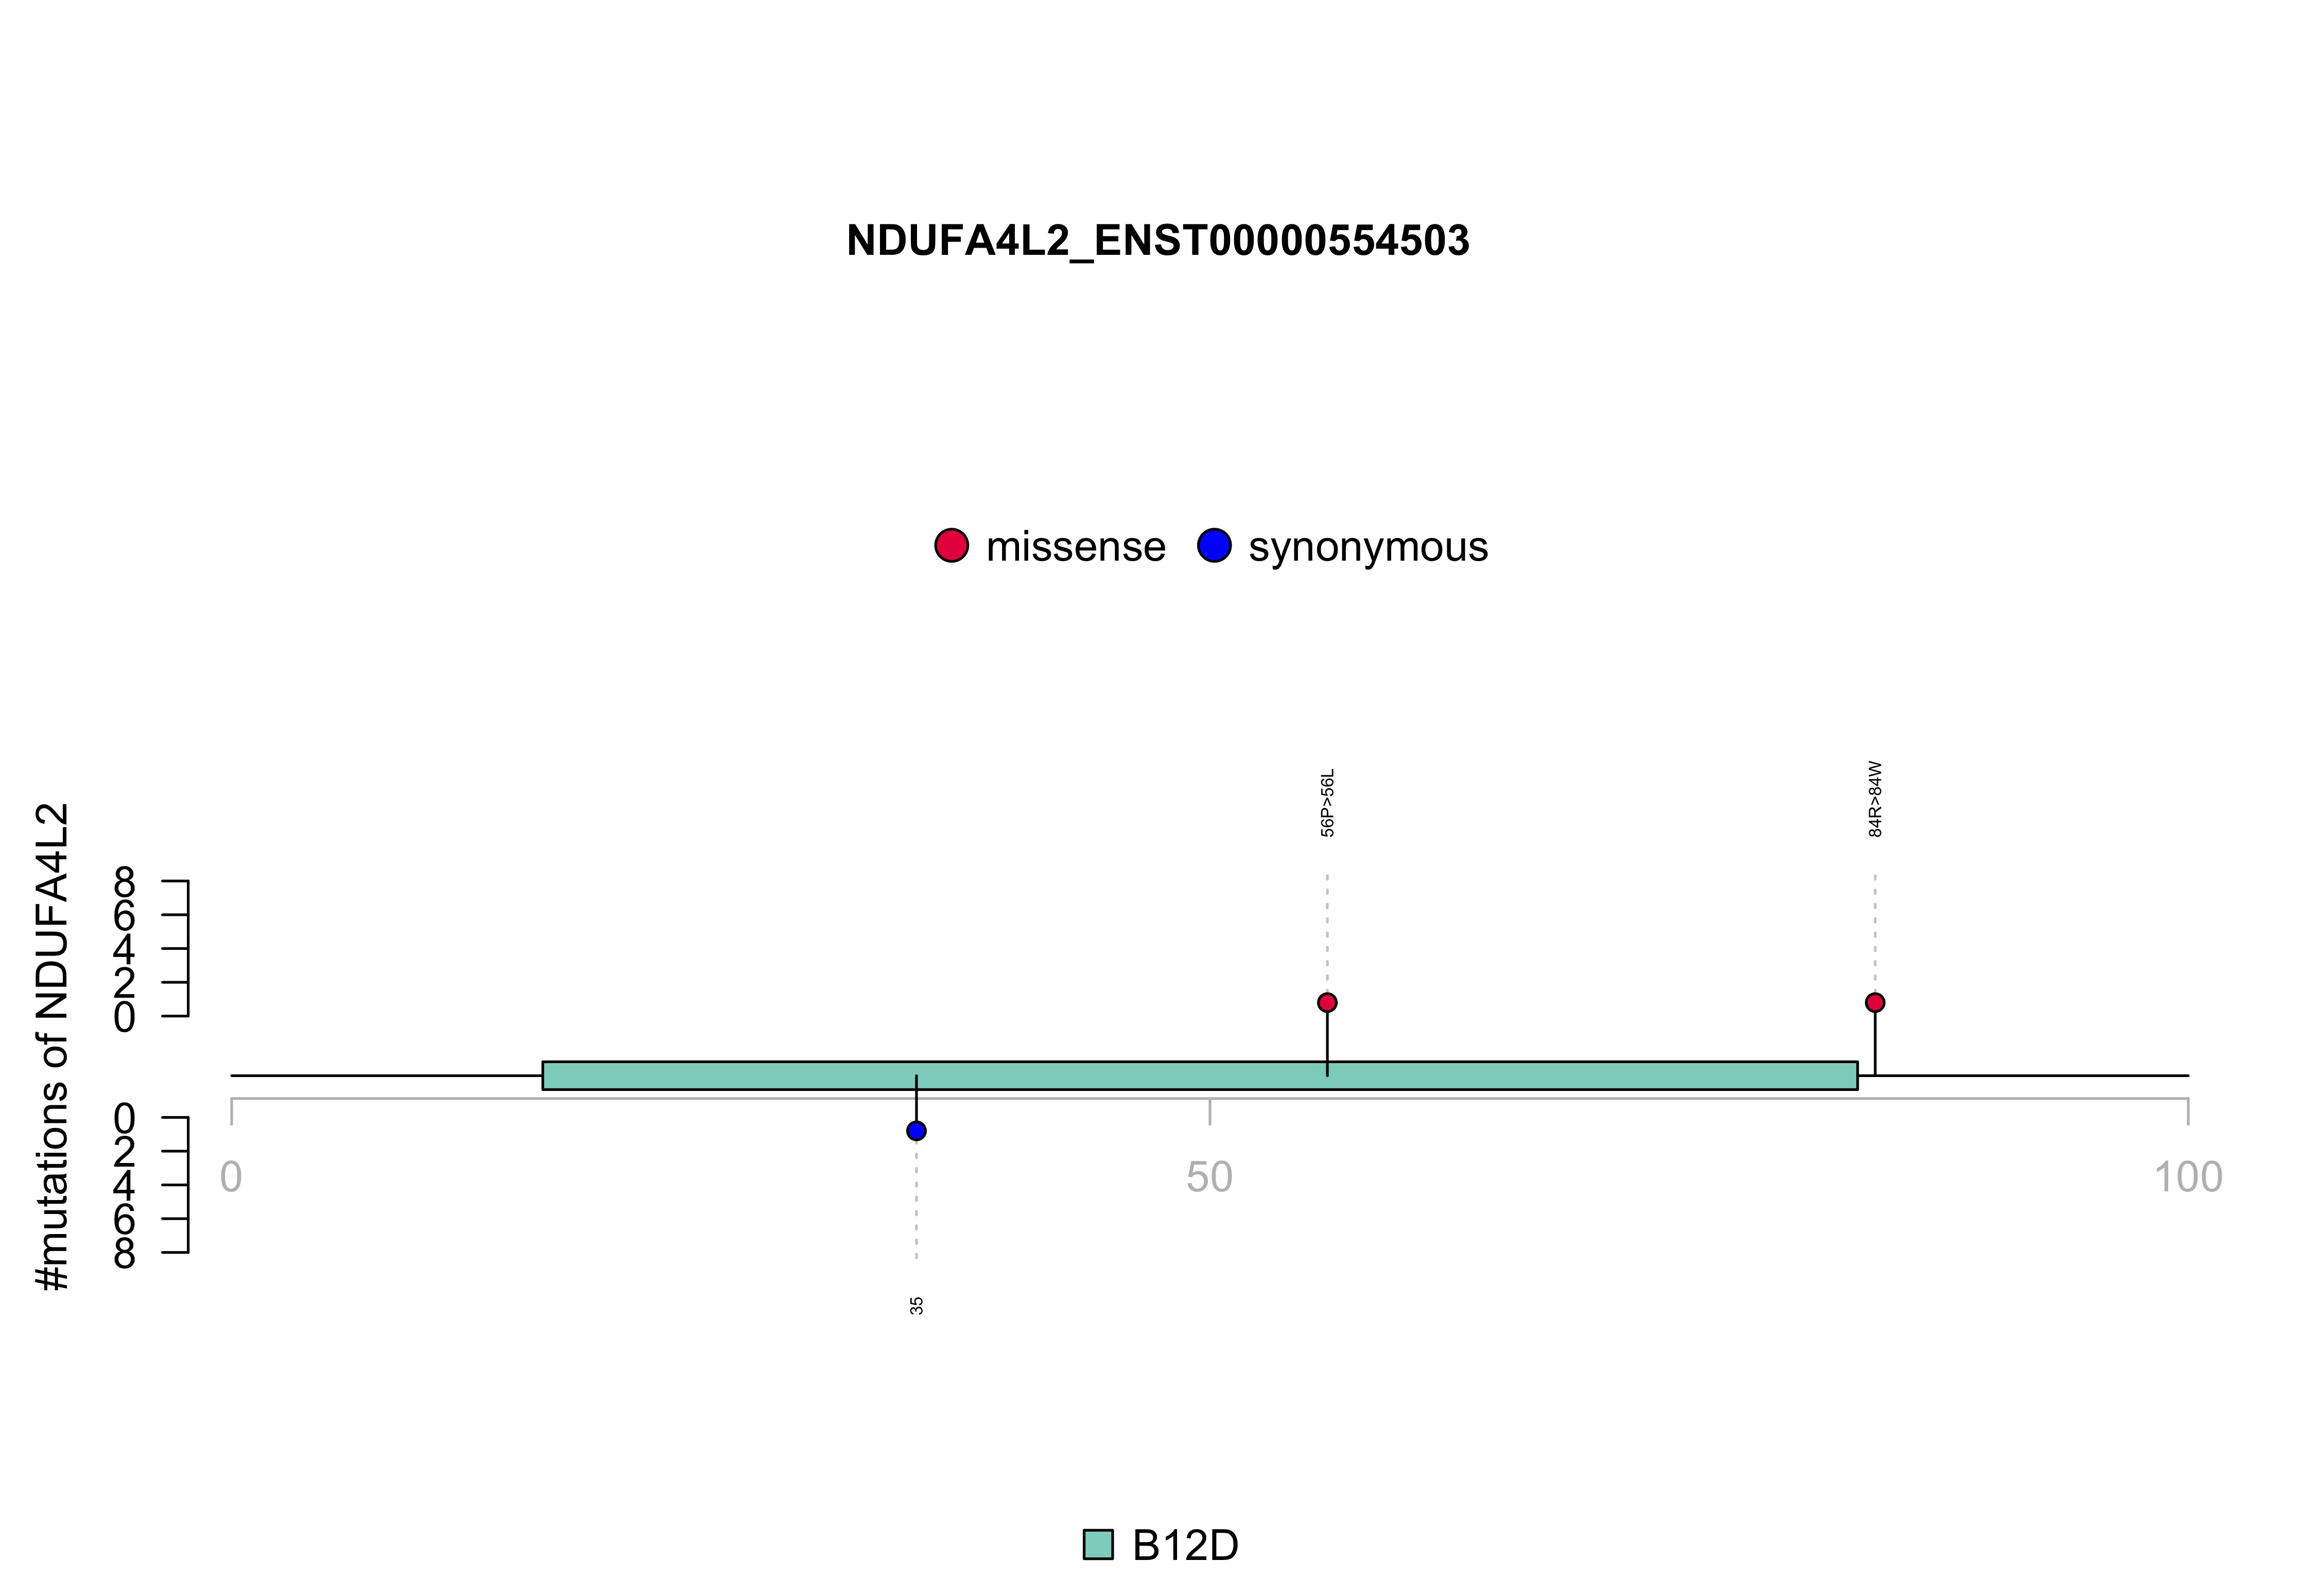 NDUFA4L2_ENST00000554503
missense synonymous
56P>56L
84R>84W
#mutations of NDUFA4L2
8
6
4
2
0
0
2
4
6
8
0 50 100
35
B12D